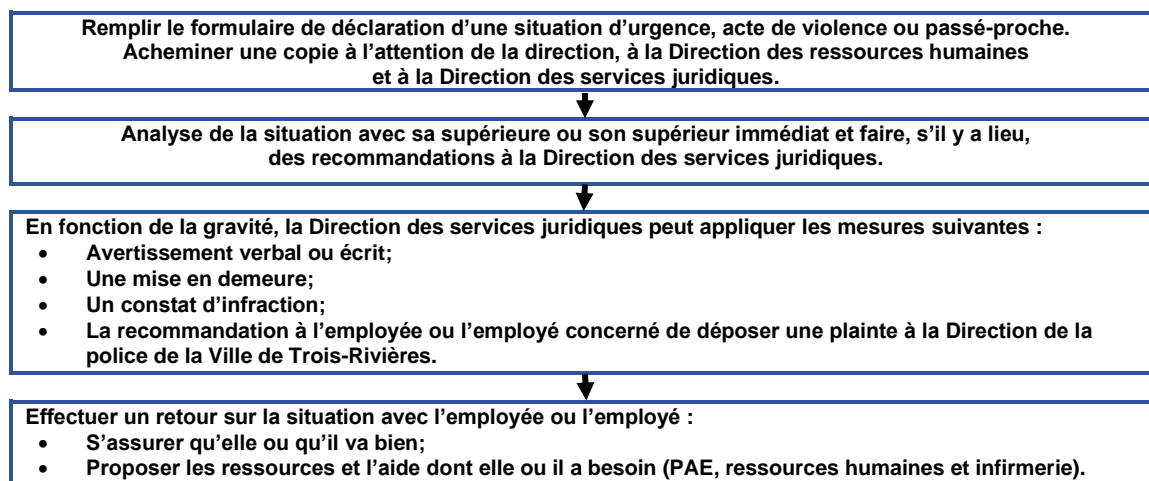 Remplir le formulaire de déclaration d’une situation d’urgence, acte de violence ou passé-proche.
Acheminer une copie à l’attention de la direction, à la Direction des ressources humaines
et à la Direction des services juridiques.
Analyse de la situation avec sa supérieure ou son supérieur immédiat et faire, s’il y a lieu,
des recommandations à la Direction des services juridiques.
En fonction de la gravité, la Direction des services juridiques peut appliquer les mesures suivantes :
• Avertissement verbal ou écrit;
• Une mise en demeure;
• Un constat d’infraction;
• La recommandation à l’employée ou l’employé concerné de déposer une plainte à la Direction de la
police de la Ville de Trois-Rivières.
Effectuer un retour sur la situation avec l’employée ou l’employé :
• S’assurer qu’elle ou qu’il va bien;
• Proposer les ressources et l’aide dont elle ou il a besoin (PAE, ressources humaines et infirmerie).